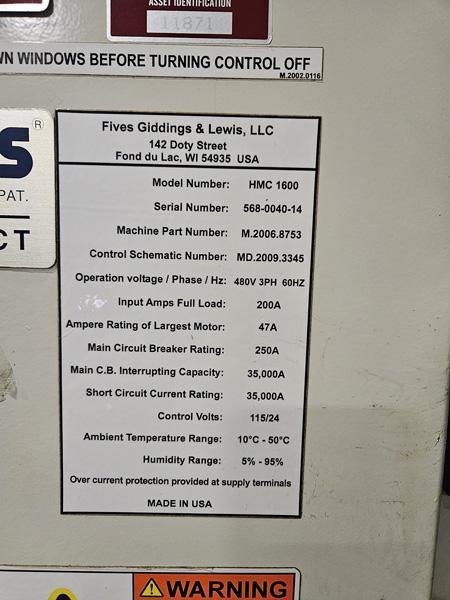 ASSET IDENTIFICATION
11871
WN WINDOWS BEFORE TURNING CONTROL OFF
M.2002.0116
S®
PAT.
CT
Fives Giddings & Lewis, LLC
142 Doty Street
Fond du Lac, WI 54935 USA
Model Number: HMC 1600
Serial Number: 568-0040-14
Machine Part Number: M.2006.8753
Control Schematic Number: MD.2009.3345
Operation voltage / Phase / Hz: 480V 3PH 60HZ
Input Amps Full Load: 200A
Ampere Rating of Largest Motor: 47A
Main Circuit Breaker Rating: 250A
Main C.B. Interrupting Capacity: 35,000A
Short Circuit Current Rating: 35,000A
Control Volts: 115/24
Ambient Temperature Range: 10°C - 50°C
Humidity Range: 5% - 95%
Over current protection provided at supply terminals
MADE IN USA
WARNING